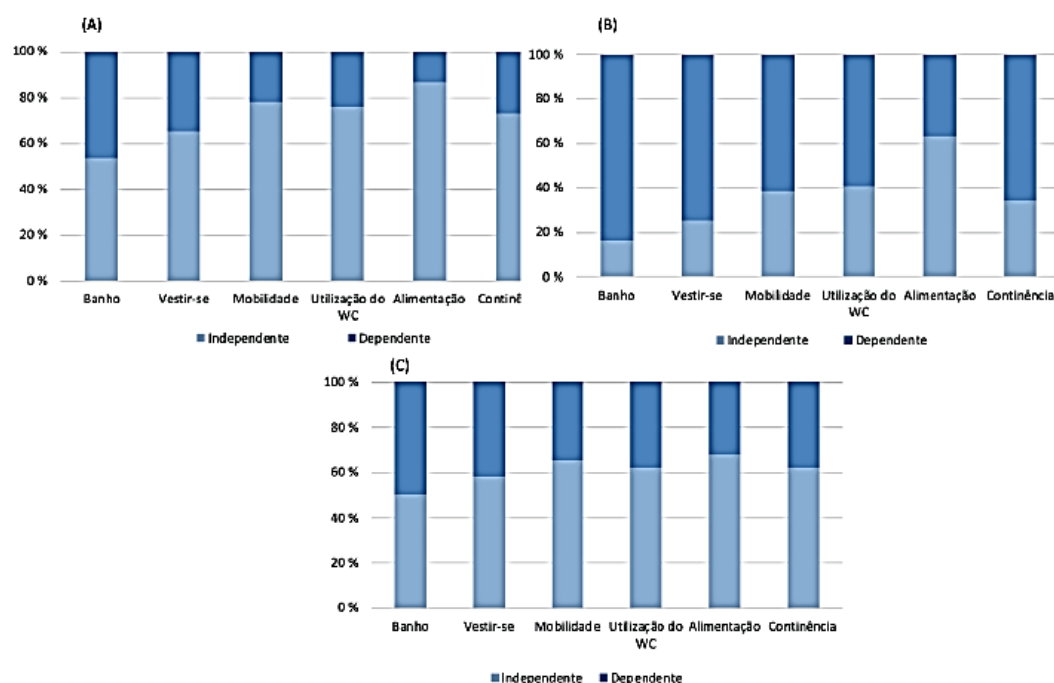 (A)
100 %
80 %
60 %
40 %
20 %
0 %
Banho Vestir-se Mobilidade Utilização do WC Alimentação Continê
Independente Dependente
(B)
100 %
80 %
60 %
40 %
20 %
0 %
Banho Vestir-se Mobilidade Utilização do WC Alimentação Continência
Independente Dependente
(C)
100 %
80 %
60 %
40 %
20 %
0 %
Banho Vestir-se Mobilidade Utilização do WC Alimentação Continência
Independente Dependente